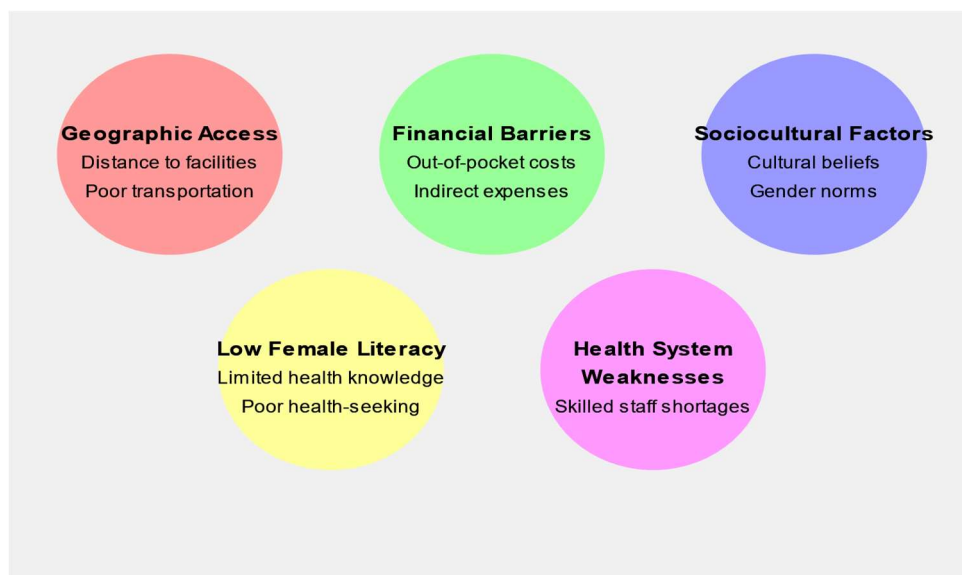 Geographic Access
Distance to facilities
Poor transportation
Financial Barriers
Out-of-pocket costs
Indirect expenses
Sociocultural Factors
Cultural beliefs
Gender norms
Low Female Literacy
Limited health knowledge
Poor health-seeking
Health System
Weaknesses
Skilled staff shortages